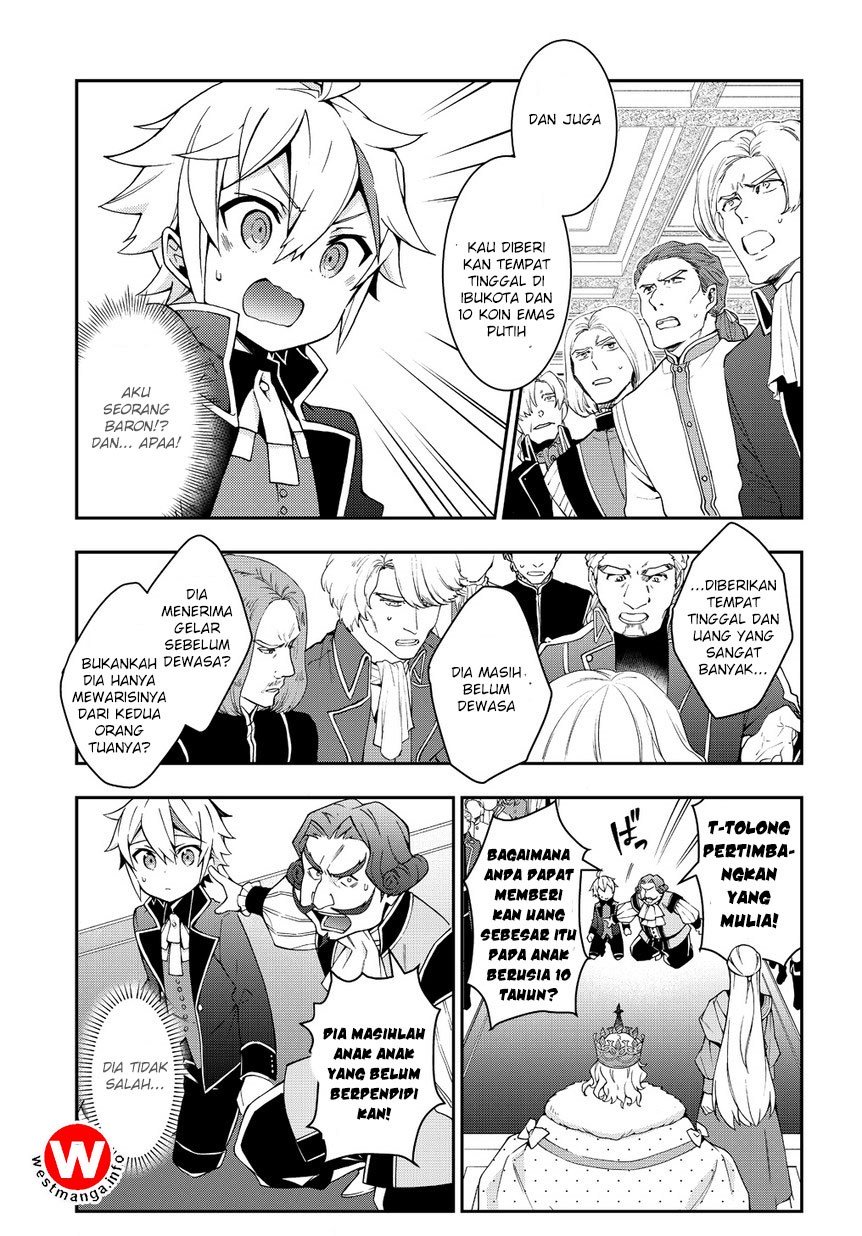 DAN JUGA
KAU DIBERI
KAN TEMPAT
TINGGAL DI
IBUKOTA DAN
10 KOIN EMAS
PUTIH
AKU
SEORANG
BARON!?
DAN... APAA!
...DIBERIKAN
TEMPAT
TINGGAL DAN
UANG YANG
SANGAT
BANYAK...
DIA MASIH
BELUM
DEWASA
DIA
MENERIMA
GELAR
SEBELUM
DEWASA?
BUKANKAH
DIA HANYA
MEWARISINYA
DARI KEDUA
ORANG
TUANYA?
T-TOLONG
PERTIMBA-
NGKAN
YANG
MULIA!
ばっ
BAGAIMANA
ANDA DAPAT
MEMBERI
KAN UANG
SEBESAR ITU
PAPA ANAK
BERUSIA 10
TAHUN?
DIA MASIHLAH
ANAK ANAK
YANG BELUM
BERPENDIDI
KAN!
DIA TIDAK
SALAH...
W
westmanga.info